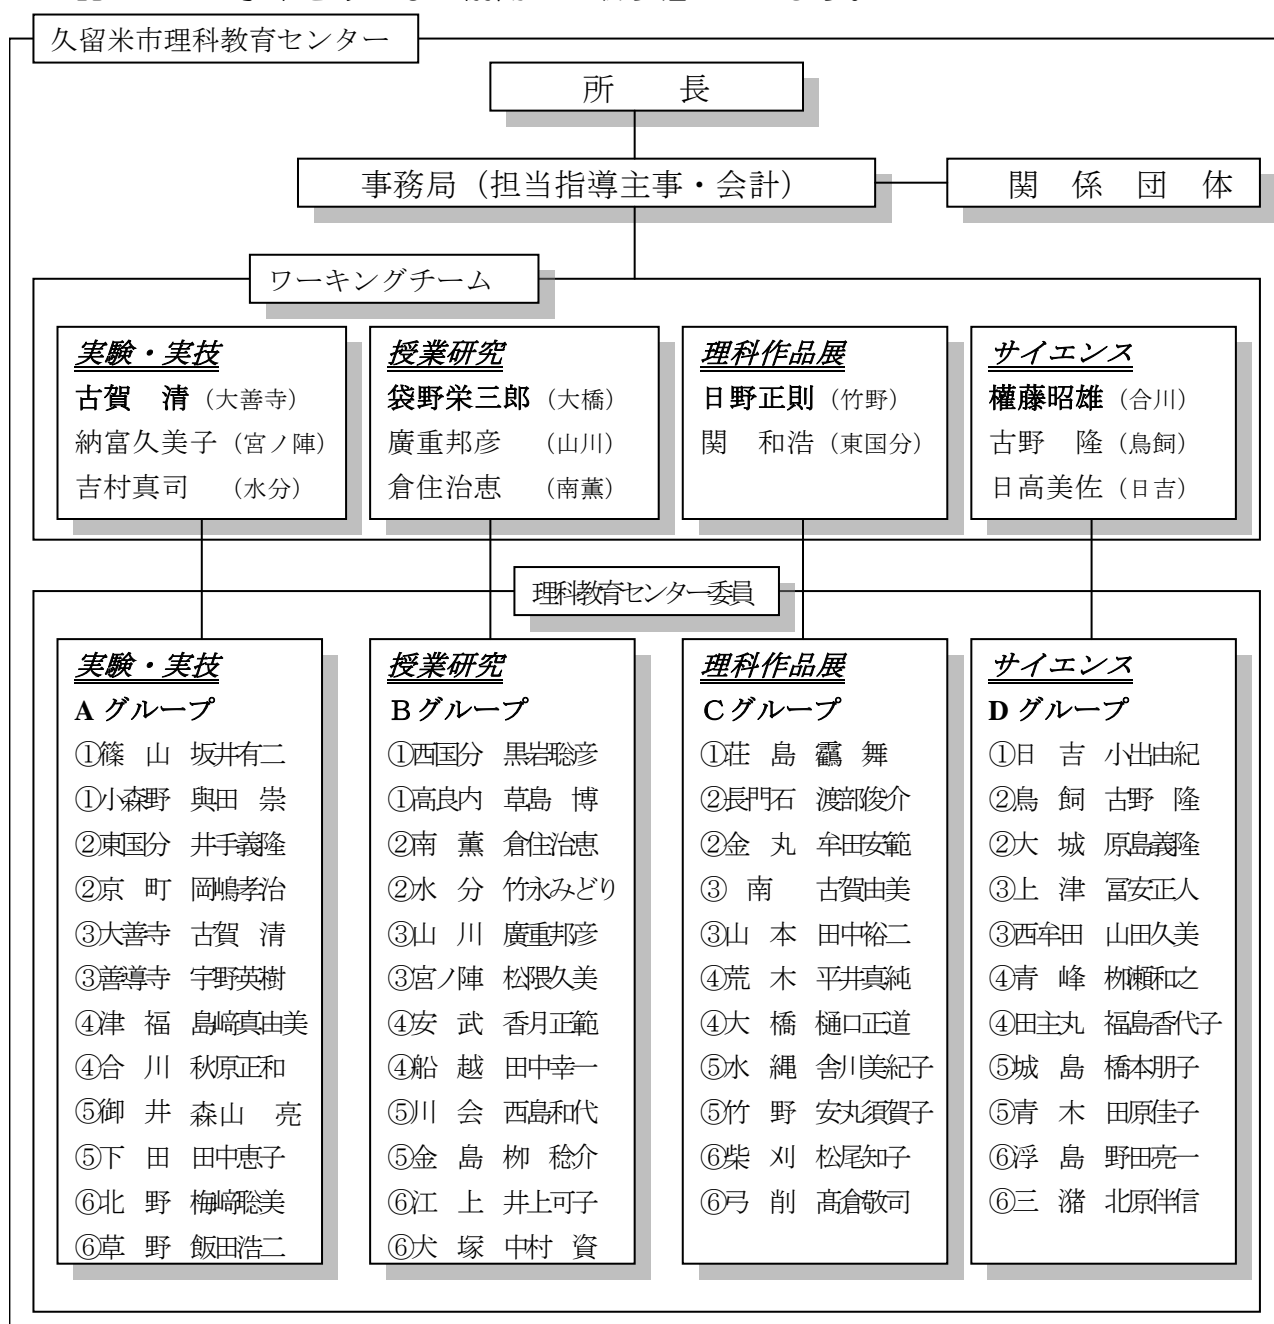 久留米市理科教育センター
所　長
事務局（担当指導主事・会計）
関　係　団　体
ワーキングチーム
実験・実技
古賀　清（大善寺）
納富久美子（宮ノ陣）
吉村真司　（水分）
授業研究
袋野栄三郎（大橋）
廣重邦彦　（山川）
倉住治恵　（南薫）
理科作品展
日野正則（竹野）
関　和浩（東国分）
サイエンス
権藤昭雄（合川）
古野　隆（鳥飼）
日高美佐（日吉）
理科教育センター委員
実験・実技
A グループ
①篠　山　坂井有二
①小森野　與田　崇
②東国分　井手義隆
②京　町　岡嶋孝治
③大善寺　古賀　清
③善導寺　宇野英樹
④津　福　島﨑真由美
④合　川　秋原正和
⑤御　井　森山　亮
⑤下　田　田中恵子
⑥北　野　梅﨑聡美
⑥草　野　飯田浩二
授業研究
Ｂグループ
①西国分　黒岩聡彦
①高良内　草島　博
②南　薫　倉住治恵
②水　分　竹永みどり
③山　川　廣重邦彦
③宮ノ陣　松隈久美
④安　武　香月正範
④船　越　田中幸一
⑤川　会　西島和代
⑤金　島　栁　稔介
⑥江　上　井上可子
⑥犬　塚　中村　資
理科作品展
Ｃグループ
①荘　島　靍　舞
②長門石　渡部俊介
②金　丸　牟田安範
③　南　　古賀由美
③山　本　田中裕二
④荒　木　平井真純
④大　橋　樋口正道
⑤水　縄　舎川美紀子
⑤竹　野　安丸須賀子
⑥柴　刈　松尾知子
⑥弓　削　髙倉敬司
サイエンス
D グループ
①日　吉　小出由紀
②鳥　飼　古野　隆
②大　城　原島義隆
③上　津　冨安正人
③西牟田　山田久美
④青　峰　栁瀬和之
④田主丸　福島香代子
⑤城　島　橋本朋子
⑤青　木　田原佳子
⑥浮　島　野田亮一
⑥三　潴　北原伴信